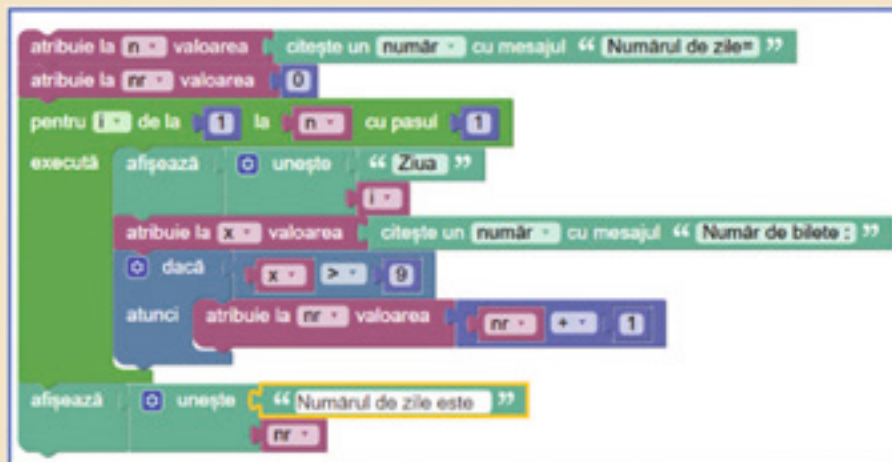 atribuie la n valoarea citește un număr cu mesajul “ Numărul de zile= ”
atribuie la nr valoarea 0
pentru i de la 1 la n cu pasul 1
execută afișează unește “ Ziua ”
i
atribuie la x valoarea citește un număr cu mesajul “ Număr de bilete : ”
dacă x > 9
atunci atribuie la nr valoarea nr + 1
afișează unește “ Numărul de zile este ”
nr